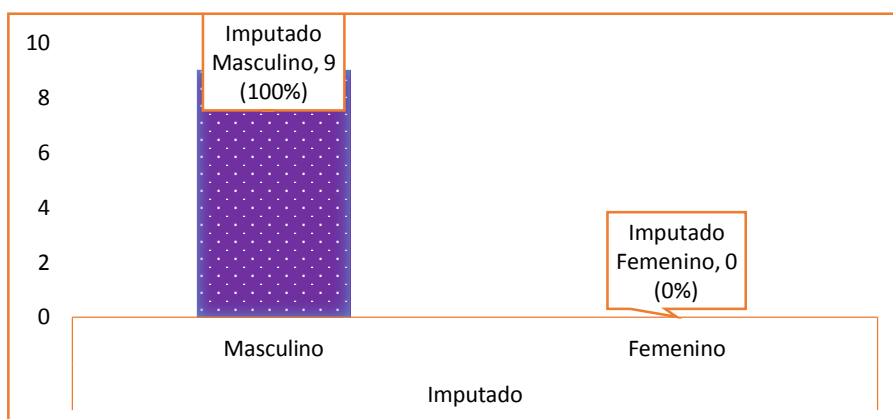 10
8
6
4
2
0
Imputado
Masculino, 9
(100%)
Imputado
Femenino, 0
(0%)
Masculino
Femenino
Imputado